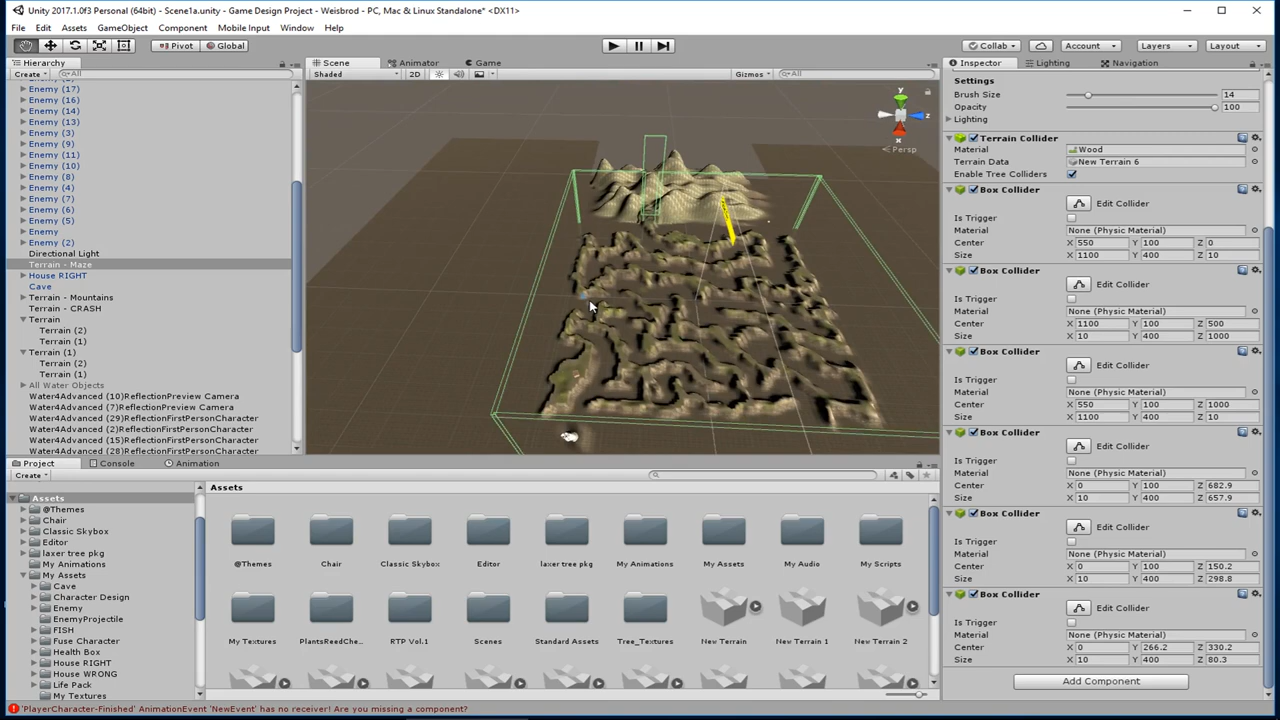 Unity 2017.1.0f3 Personal (64bit) - Scene1a.unity - Game Design Project - Weisbrod - PC, Mac & Linux Standalone* <DX11>
File Edit Assets GameObject Component Mobile Input Window Help
Pivot Global Collab Account Layers Layout
Hierarchy
Create All
Enemy (17)
Enemy (16)
Enemy (14)
Enemy (13)
Enemy (3)
Enemy (9)
Enemy (11)
Enemy (10)
Enemy (8)
Enemy (4)
Enemy (7)
Enemy (6)
Enemy (5)
Enemy
Enemy (2)
Directional Light
Terrain - Maze
House RIGHT
Cave
Terrain - Mountains
Terrain - CRASH
Terrain
Terrain (2)
Terrain (1)
Terrain (1)
Terrain (2)
Terrain (1)
All Water Objects
Water4Advanced (10)ReflectionPreview Camera
Water4Advanced (7)ReflectionPreview Camera
Water4Advanced (29)ReflectionFirstPersonCharacter
Water4Advanced (2)ReflectionFirstPersonCharacter
Water4Advanced (15)ReflectionFirstPersonCharacter
Water4Advanced (28)ReflectionFirstPersonCharacter
Scene Animator Game
Shaded 2D Gizmos All
y
z
x
Persp
Inspector Lighting Navigation
Settings
Brush Size 14
Opacity 100
Lighting
Terrain Collider
Material Wood
Terrain Data New Terrain 6
Enable Tree Colliders
Box Collider
Edit Collider
Is Trigger
Material None (Physic Material)
Center X 550 Y 100 Z 0
Size X 1100 Y 400 Z 10
Box Collider
Edit Collider
Is Trigger
Material None (Physic Material)
Center X 1100 Y 100 Z 500
Size X 10 Y 400 Z 1000
Box Collider
Edit Collider
Is Trigger
Material None (Physic Material)
Center X 550 Y 100 Z 1000
Size X 1100 Y 400 Z 10
Box Collider
Edit Collider
Is Trigger
Material None (Physic Material)
Center X 0 Y 100 Z 682.9
Size X 10 Y 400 Z 657.9
Box Collider
Edit Collider
Is Trigger
Material None (Physic Material)
Center X 0 Y 100 Z 150.2
Size X 10 Y 400 Z 298.8
Box Collider
Edit Collider
Is Trigger
Material None (Physic Material)
Center X 0 Y 266.2 Z 330.2
Size X 10 Y 400 Z 80.3
Add Component
Project Console Animation
Create
Assets
@Themes
Chair
Classic Skybox
Editor
laxer tree pkg
My Animations
My Assets
Cave
Character Design
Enemy
EnemyProjectile
FISH
Fuse Character
Health Box
House RIGHT
House WRONG
Life Pack
My Textures
Assets
@Themes Chair Classic Skybox Editor laxer tree pkg My Animations My Assets My Audio My Scripts
My Textures PlantsReedChe... RTP Vol.1 Scenes Standard Assets Tree_Textures New Terrain New Terrain 1 New Terrain 2
'PlayerCharacter-Finished' AnimationEvent 'NewEvent' has no receiver! Are you missing a component?